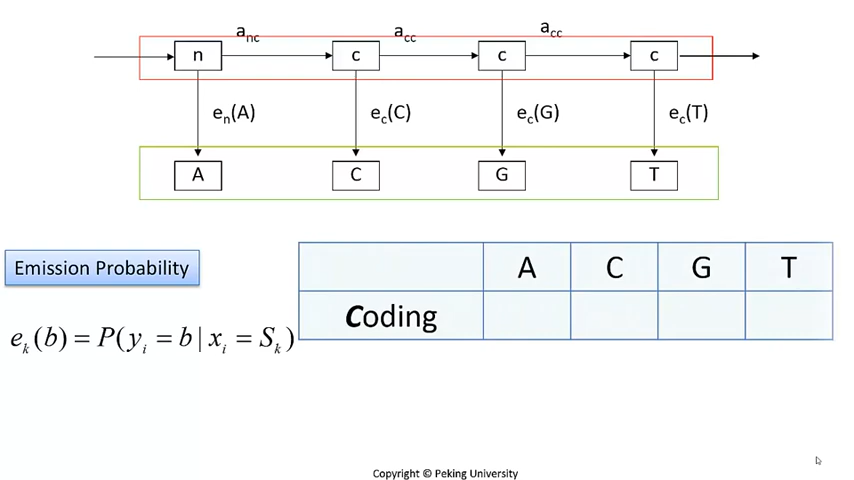 a_nc a_cc a_cc
n c c c
e_n(A) e_c(C) e_c(G) e_c(T)
A C G T
Emission Probability
A C G T
Coding
e_k(b) = P(y_i = b | x_i = S_k)
Copyright © Peking University